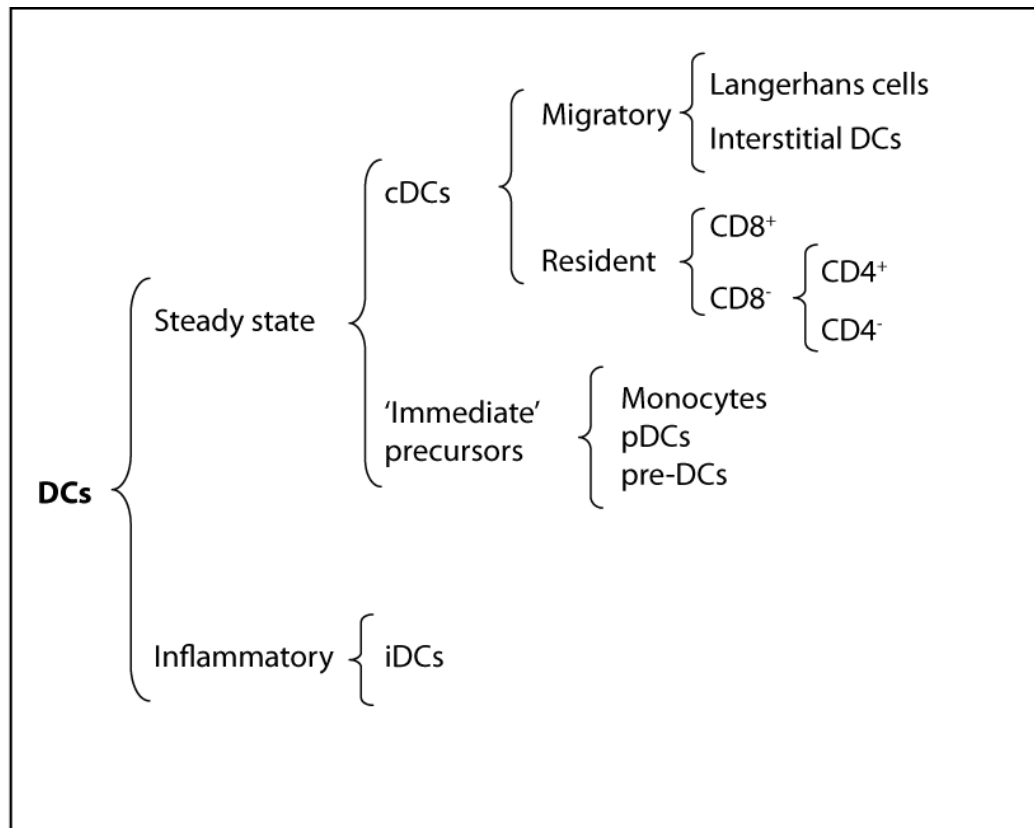 Langerhans cells
Migratory
Interstitial DCs
cDCs
CD8⁺
Resident
CD4⁺
CD8⁻
Steady state
CD4⁻
‘Immediate’
precursors
Monocytes
pDCs
pre-DCs
DCs
Inflammatory
iDCs